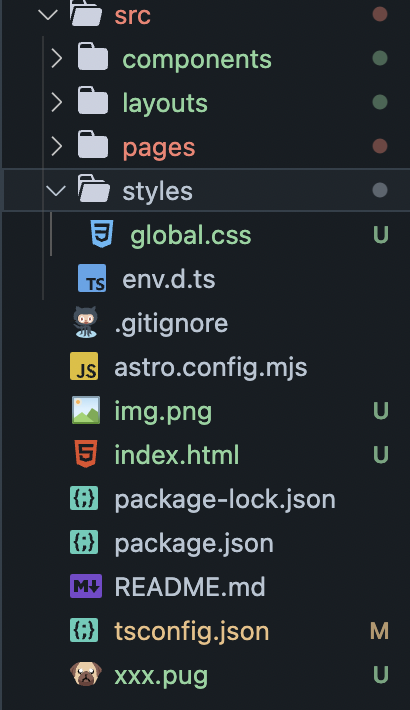 src
components
layouts
pages
styles
global.css U
TS env.d.ts
.gitignore
JS astro.config.mjs
img.png U
index.html U
package-lock.json
package.json
M README.md
tsconfig.json M
xxx.pug U